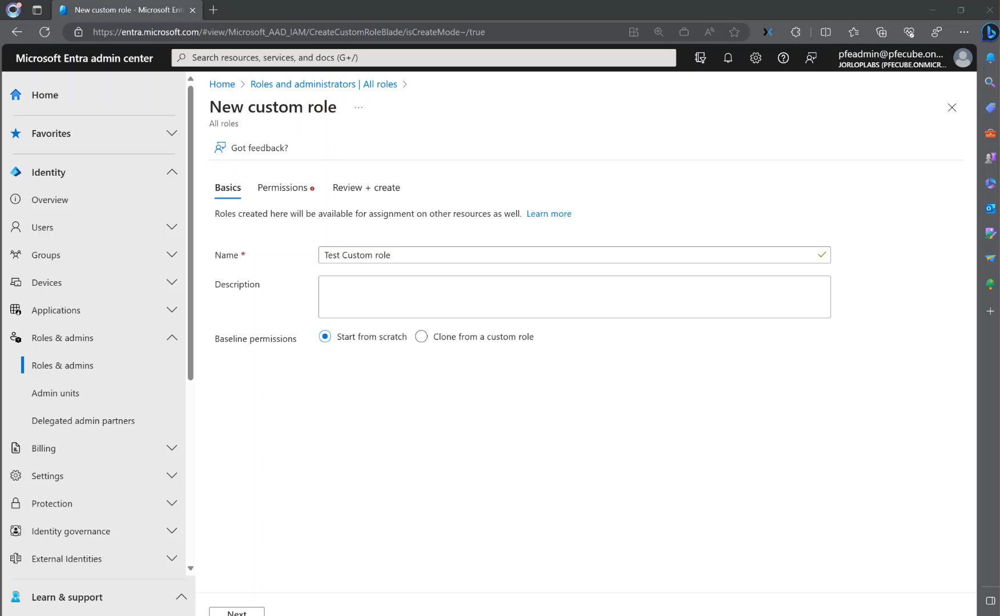 New custom role - Microsoft Ent
https://entra.microsoft.com/#view/Microsoft_AAD_IAM/CreateCustomRoleBlade/isCreateMode~/true
Microsoft Entra admin center
Search resources, services, and docs (G+/)
pfeadmin@pfecube.on...
JORLOPLABS (PFECUBE.ONMICR...
Home
Favorites
Identity
Overview
Users
Groups
Devices
Applications
Roles & admins
Roles & admins
Admin units
Delegated admin partners
Billing
Settings
Protection
Identity governance
External Identities
Learn & support
Home > Roles and administrators | All roles >
New custom role ...
All roles
Got feedback?
Basics Permissions Review + create
Roles created here will be available for assignment on other resources as well. Learn more
Name * Test Custom role
Description
Baseline permissions Start from scratch Clone from a custom role
Next